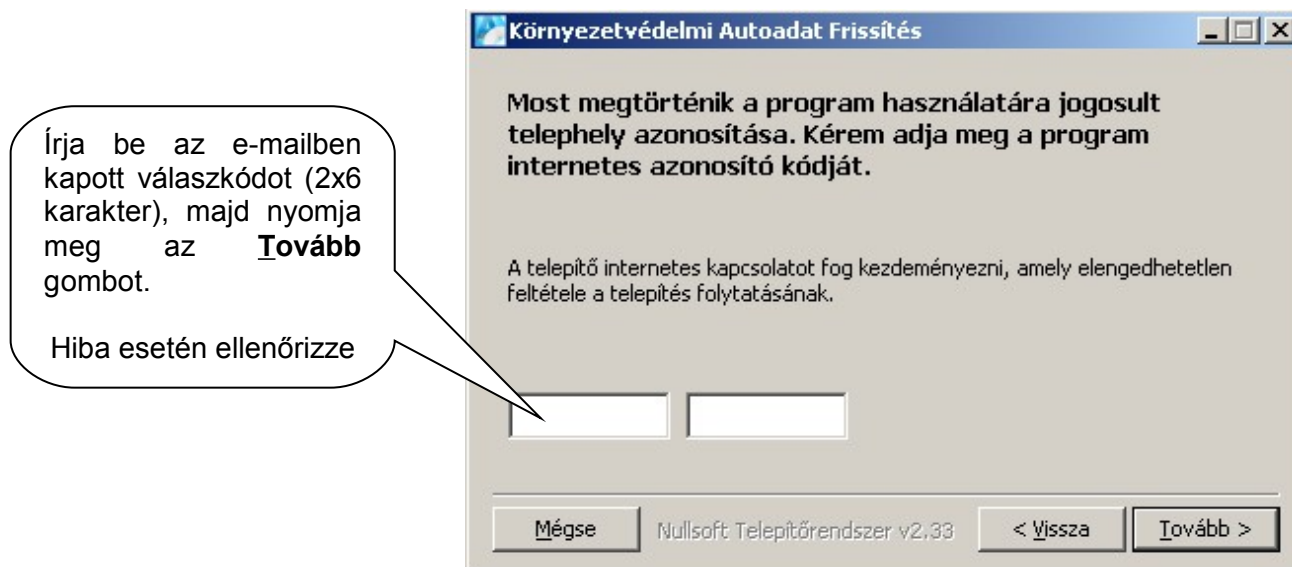 Környezetvédelmi Autoadat Frissítés
Most megtörténik a program használatára jogosult
telephely azonosítása. Kérem adja meg a program
internetes azonosító kódját.
Írja be az e-mailben
kapott válaszkódot (2x6
karakter), majd nyomja
meg az Tovább
gombot.
Hiba esetén ellenőrizze
A telepítő internetes kapcsolatot fog kezdeményezni, amely elengedhetetlen
feltétele a telepítés folytatásának.
Mégse
Nullsoft Telepítőrendszer v2.33
< Vissza
Tovább >